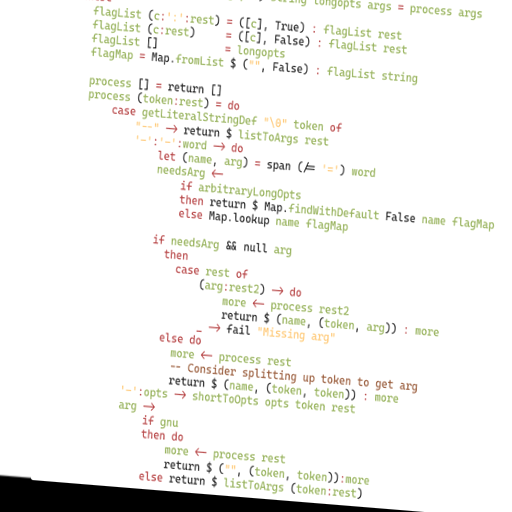 string longopts args = process args
flagList (c:':':rest) = ([c], True) : flagList rest
flagList (c:rest)     = ([c], False) : flagList rest
flagList []           = longopts
flagMap = Map.fromList $ ("", False) : flagList string
process [] = return []
process (token:rest) = do
case getLiteralStringDef "\0" token of
"--" → return $ listToArgs rest
'-':'-':word → do
let (name, arg) = span (/= '=') word
needsArg ←
if arbitraryLongOpts
then return $ Map.findWithDefault False name flagMap
else Map.lookup name flagMap
if needsArg && null arg
then
case rest of
(arg:rest2) → do
more ← process rest2
return $ (name, (token, arg)) : more
_ → fail "Missing arg"
else do
more ← process rest
-- Consider splitting up token to get arg
return $ (name, (token, token)) : more
'-':opts → shortToOpts opts token rest
arg →
if gnu
then do
more ← process rest
return $ ("", (token, token)):more
else return $ listToArgs (token:rest)